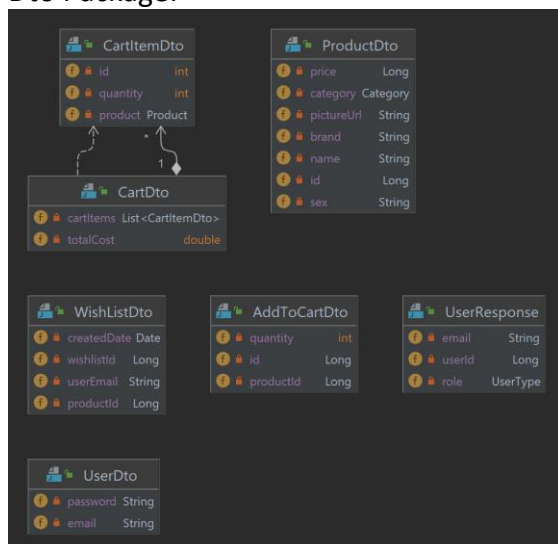 Dto Package:
CartItemDto
id int
quantity int
product Product
* 
1
CartDto
cartItems List<CartItemDto>
totalCost double
ProductDto
price Long
category Category
pictureUrl String
brand String
name String
id Long
sex String
WishListDto
createdDate Date
wishlistId Long
userEmail String
productId Long
AddToCartDto
quantity int
id Long
productId Long
UserResponse
email String
userId Long
role UserType
UserDto
password String
email String